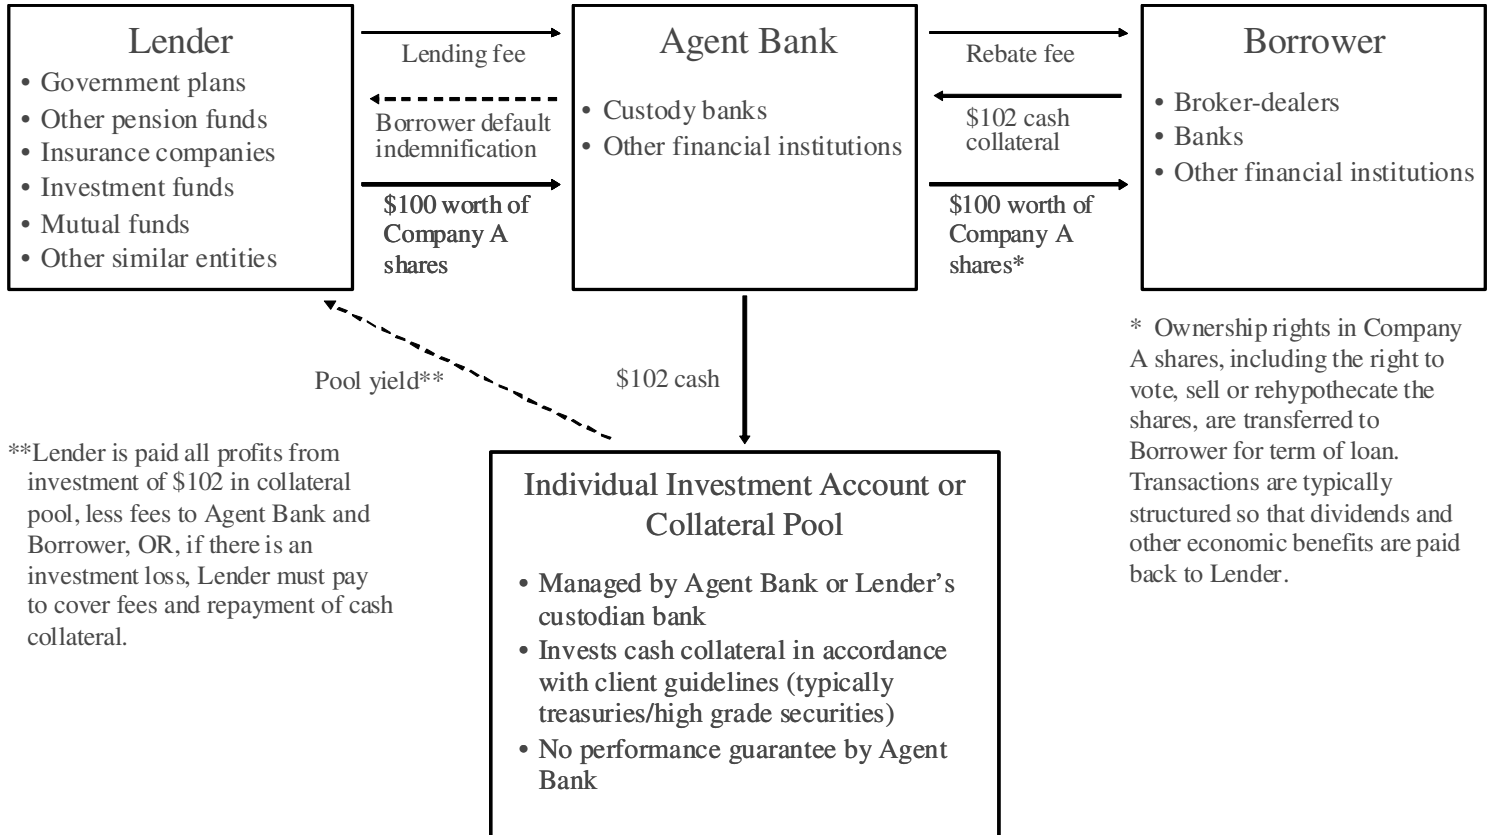 Lender
• Government plans
• Other pension funds
• Insurance companies
• Investment funds
• Mutual funds
• Other similar entities
Lending fee
Borrower default
indemnification
$100 worth of
Company A
shares
Agent Bank
• Custody banks
• Other financial institutions
Rebate fee
$102 cash
collateral
$100 worth of
Company A
shares*
Borrower
• Broker-dealers
• Banks
• Other financial institutions
* Ownership rights in Company
A shares, including the right to
vote, sell or rehypothecate the
shares, are transferred to
Borrower for term of loan.
Transactions are typically
structured so that dividends and
other economic benefits are paid
back to Lender.
Pool yield**
$102 cash
**Lender is paid all profits from
investment of $102 in collateral
pool, less fees to Agent Bank and
Borrower, OR, if there is an
investment loss, Lender must pay
to cover fees and repayment of cash
collateral.
Individual Investment Account or
Collateral Pool
• Managed by Agent Bank or Lender’s
custodian bank
• Invests cash collateral in accordance
with client guidelines (typically
treasuries/high grade securities)
• No performance guarantee by Agent
Bank